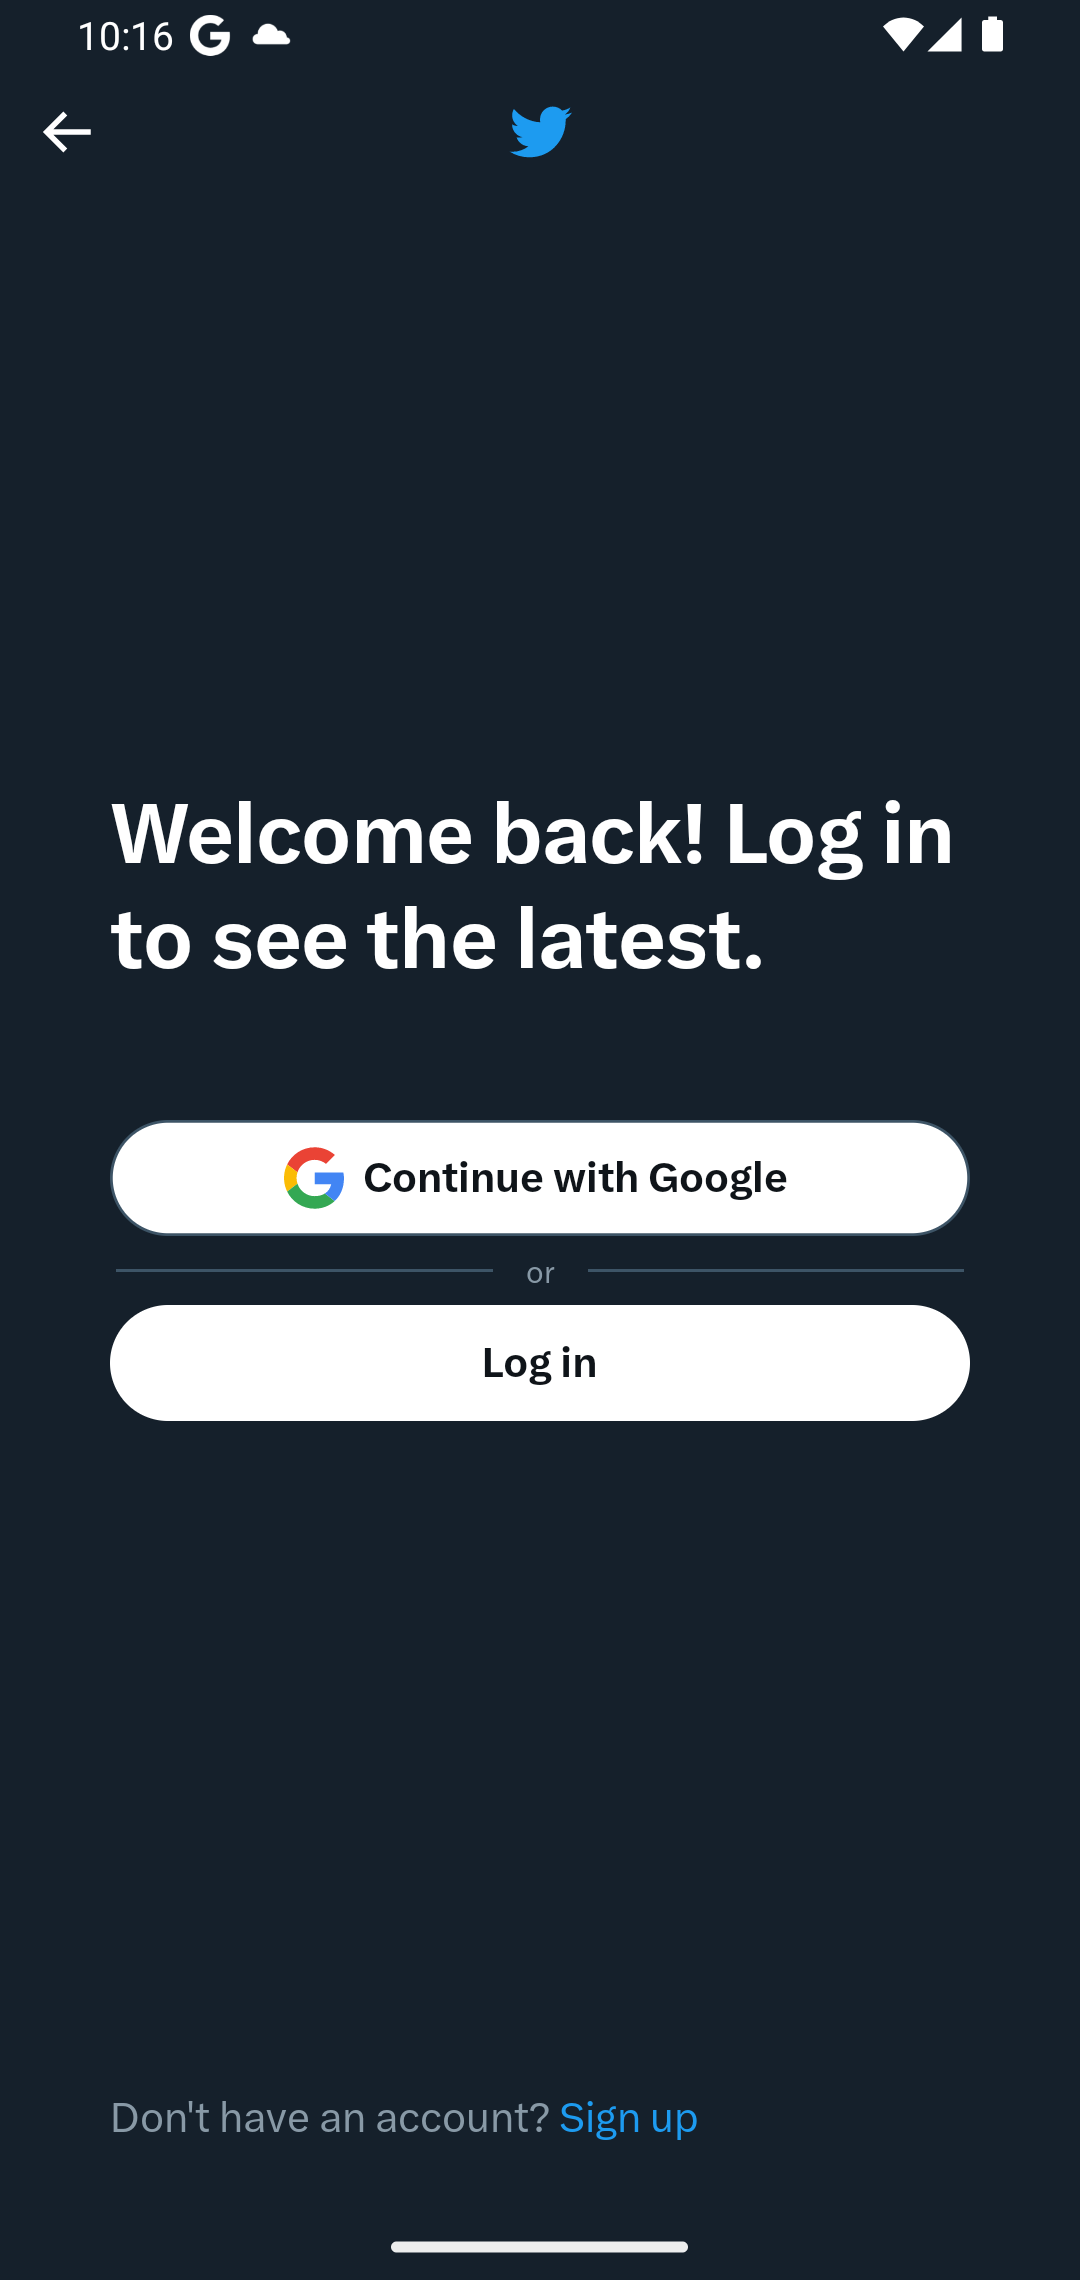 10:16
Welcome back! Log in
to see the latest.
Continue with Google
or
Log in
Don't have an account? Sign up